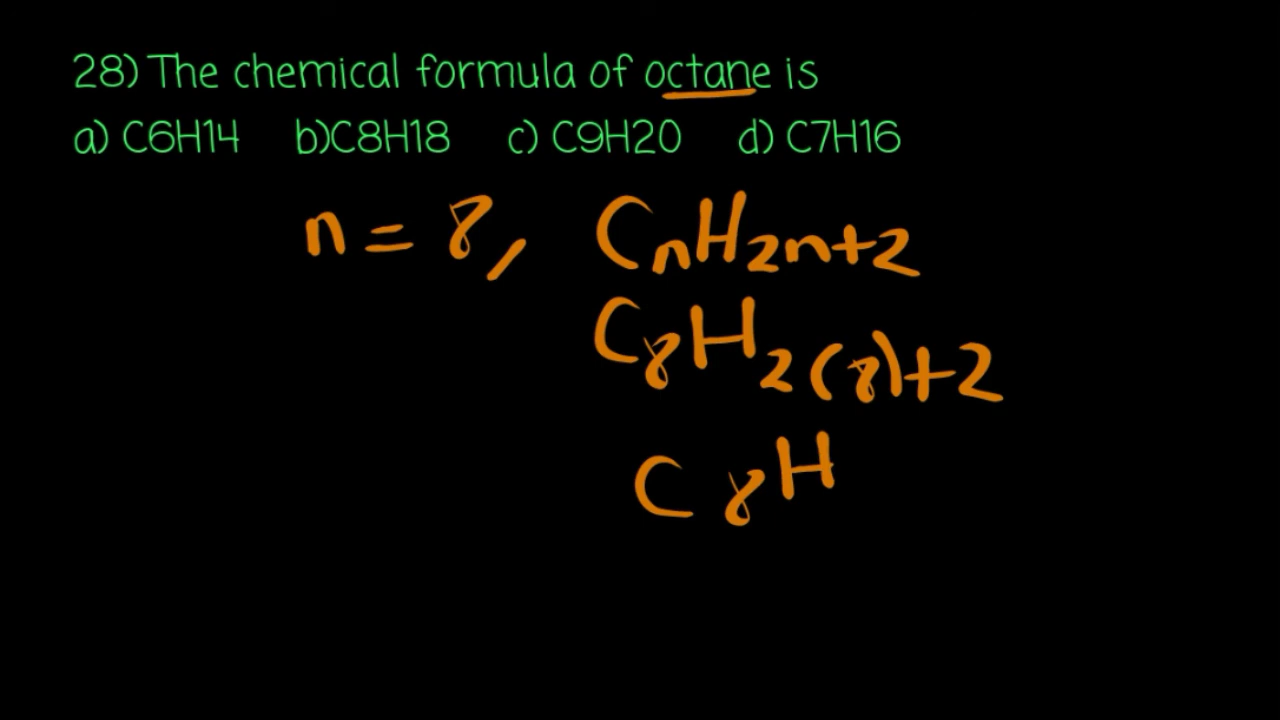 28) The chemical formula of octane is
a) C6H14 b)C8H18 c) C9H20 d) C7H16
n = 8, CnH2n+2
C8H2(8)+2
C8H